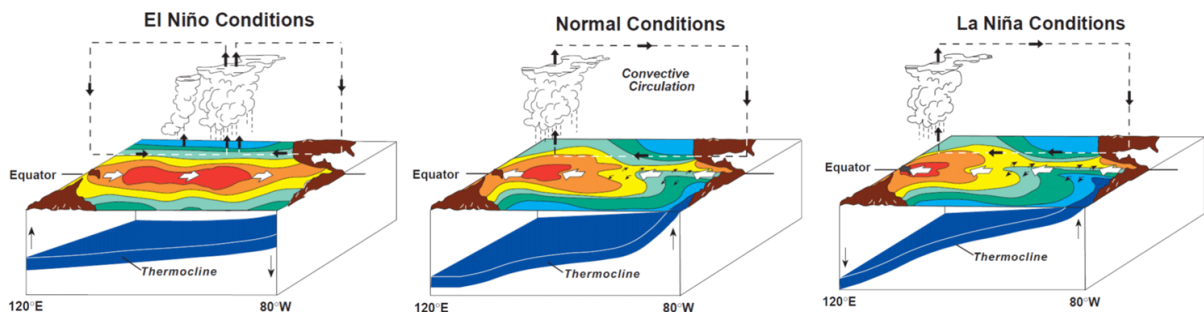 El Niño Conditions
Equator
Thermocline
120°E
80°W
Normal Conditions
Convective
Circulation
Equator
Thermocline
120°E
80°W
La Niña Conditions
Equator
Thermocline
120°E
80°W